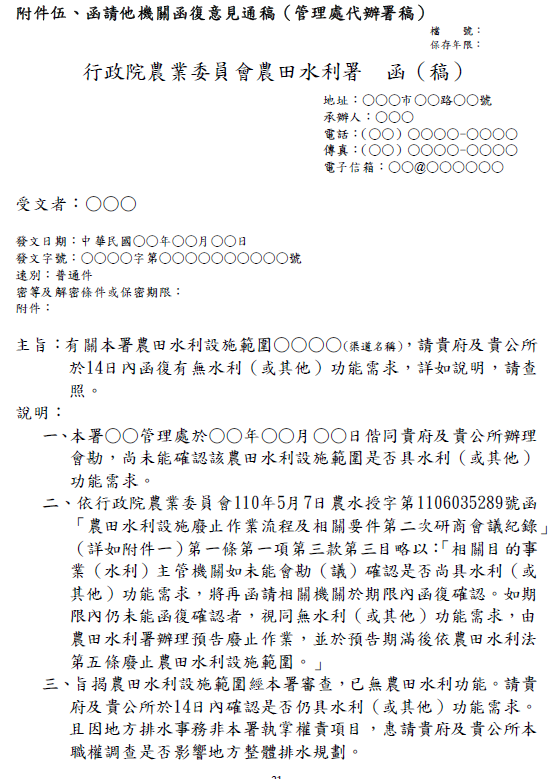 附件伍、函請他機關函復意見通稿（管理處代辦署稿）
檔　　號：
保存年限：
行政院農業委員會農田水利署　函（稿）
地址：○○○市○○路○○號
承辦人：○○○
電話：(○○) ○○○○-○○○○
傳真：(○○) ○○○○-○○○○
電子信箱：○○@○○○○○○
受文者：○○○
發文日期：中華民國○○年○○月○○日
發文字號：○○○○字第○○○○○○○○○○號
速別：普通件
密等及解密條件或保密期限：
附件：
主旨：有關本署農田水利設施範圍○○○○(渠道名稱)，請貴府及貴公所
於14日內函復有無水利（或其他）功能需求，詳如說明，請查
照。
說明：
一、本署○○管理處於○○年○○月○○日偕同貴府及貴公所辦理
會勘，尚未能確認該農田水利設施範圍是否具水利（或其他）
功能需求。
二、依行政院農業委員會110年5月7日農水授字第1106035289號函
「農田水利設施廢止作業流程及相關要件第二次研商會議紀錄」
（詳如附件一）第一條第一項第三款第三目略以：「相關目的事
業（水利）主管機關如未能會勘（議）確認是否尚具水利（或
其他）功能需求，將再函請相關機關於期限內函復確認。如期
限內仍未能函復確認者，視同無水利（或其他）功能需求，由
農田水利署辦理預告廢止作業，並於預告期滿後依農田水利法
第五條廢止農田水利設施範圍。」
三、旨揭農田水利設施範圍經本署審查，已無農田水利功能。請貴
府及貴公所於14日內確認是否仍具水利（或其他）功能需求。
且因地方排水事務非本署執掌權責項目，惠請貴府及貴公所本
職權調查是否影響地方整體排水規劃。